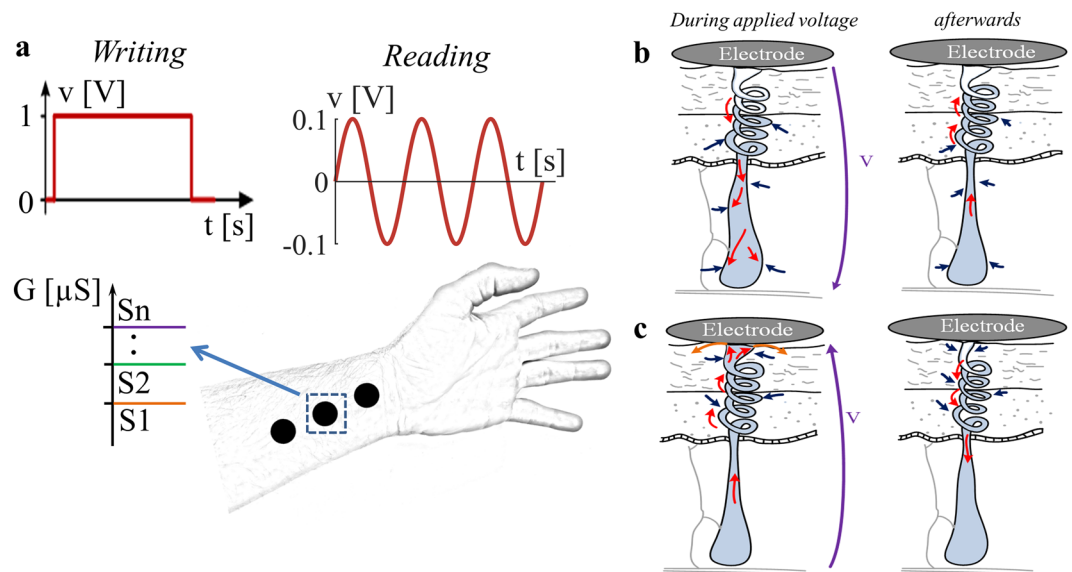 a
Writing
v [V]
1
0
t [s]
Reading
v [V]
0.1
t [s]
0
-0.1
G [µS]
Sn
:
S2
S1
During applied voltage
afterwards
b
Electrode
V
Electrode
c
Electrode
V
Electrode